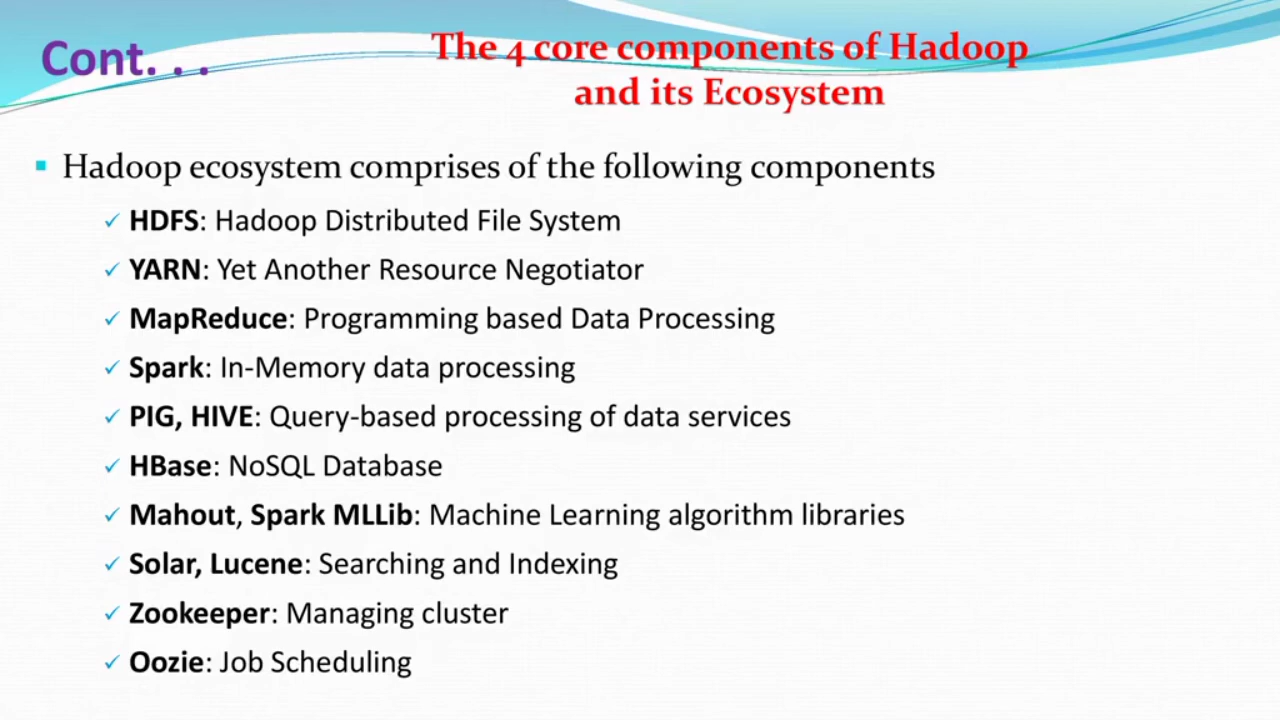 Cont. . .
The 4 core components of Hadoop
and its Ecosystem
Hadoop ecosystem comprises of the following components
HDFS: Hadoop Distributed File System
YARN: Yet Another Resource Negotiator
MapReduce: Programming based Data Processing
Spark: In-Memory data processing
PIG, HIVE: Query-based processing of data services
HBase: NoSQL Database
Mahout, Spark MLLib: Machine Learning algorithm libraries
Solar, Lucene: Searching and Indexing
Zookeeper: Managing cluster
Oozie: Job Scheduling